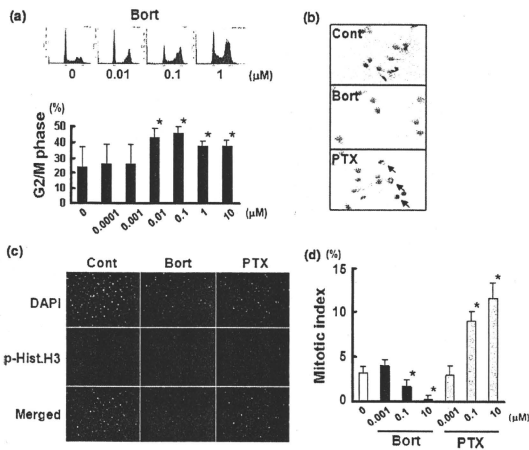 (a)
Bort
0 0.01 0.1 1 (μM)
(%)
G2/M phase
50
40
30
20
10
0
* * * *
0 0.0001 0.001 0.01 0.1 1 10 (μM)
(b)
Cont
Bort
PTX
(c)
Cont Bort PTX
DAPI
p-Hist.H3
Merged
(d)
(%)
Mitotic index
15
10
5
0
* * * *
0 0.001 0.1 10 0.001 0.1 10 (μM)
Bort PTX